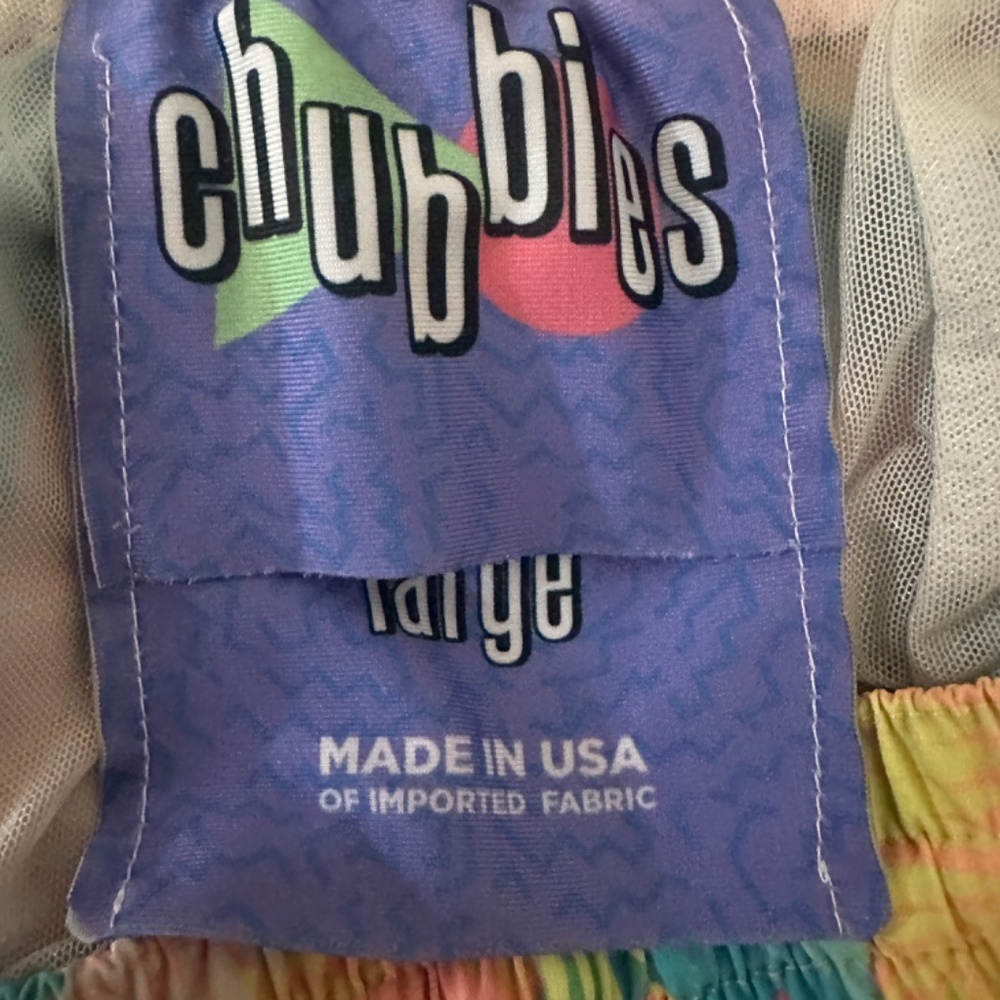 chubbies
large
MADE IN USA
OF IMPORTED FABRIC